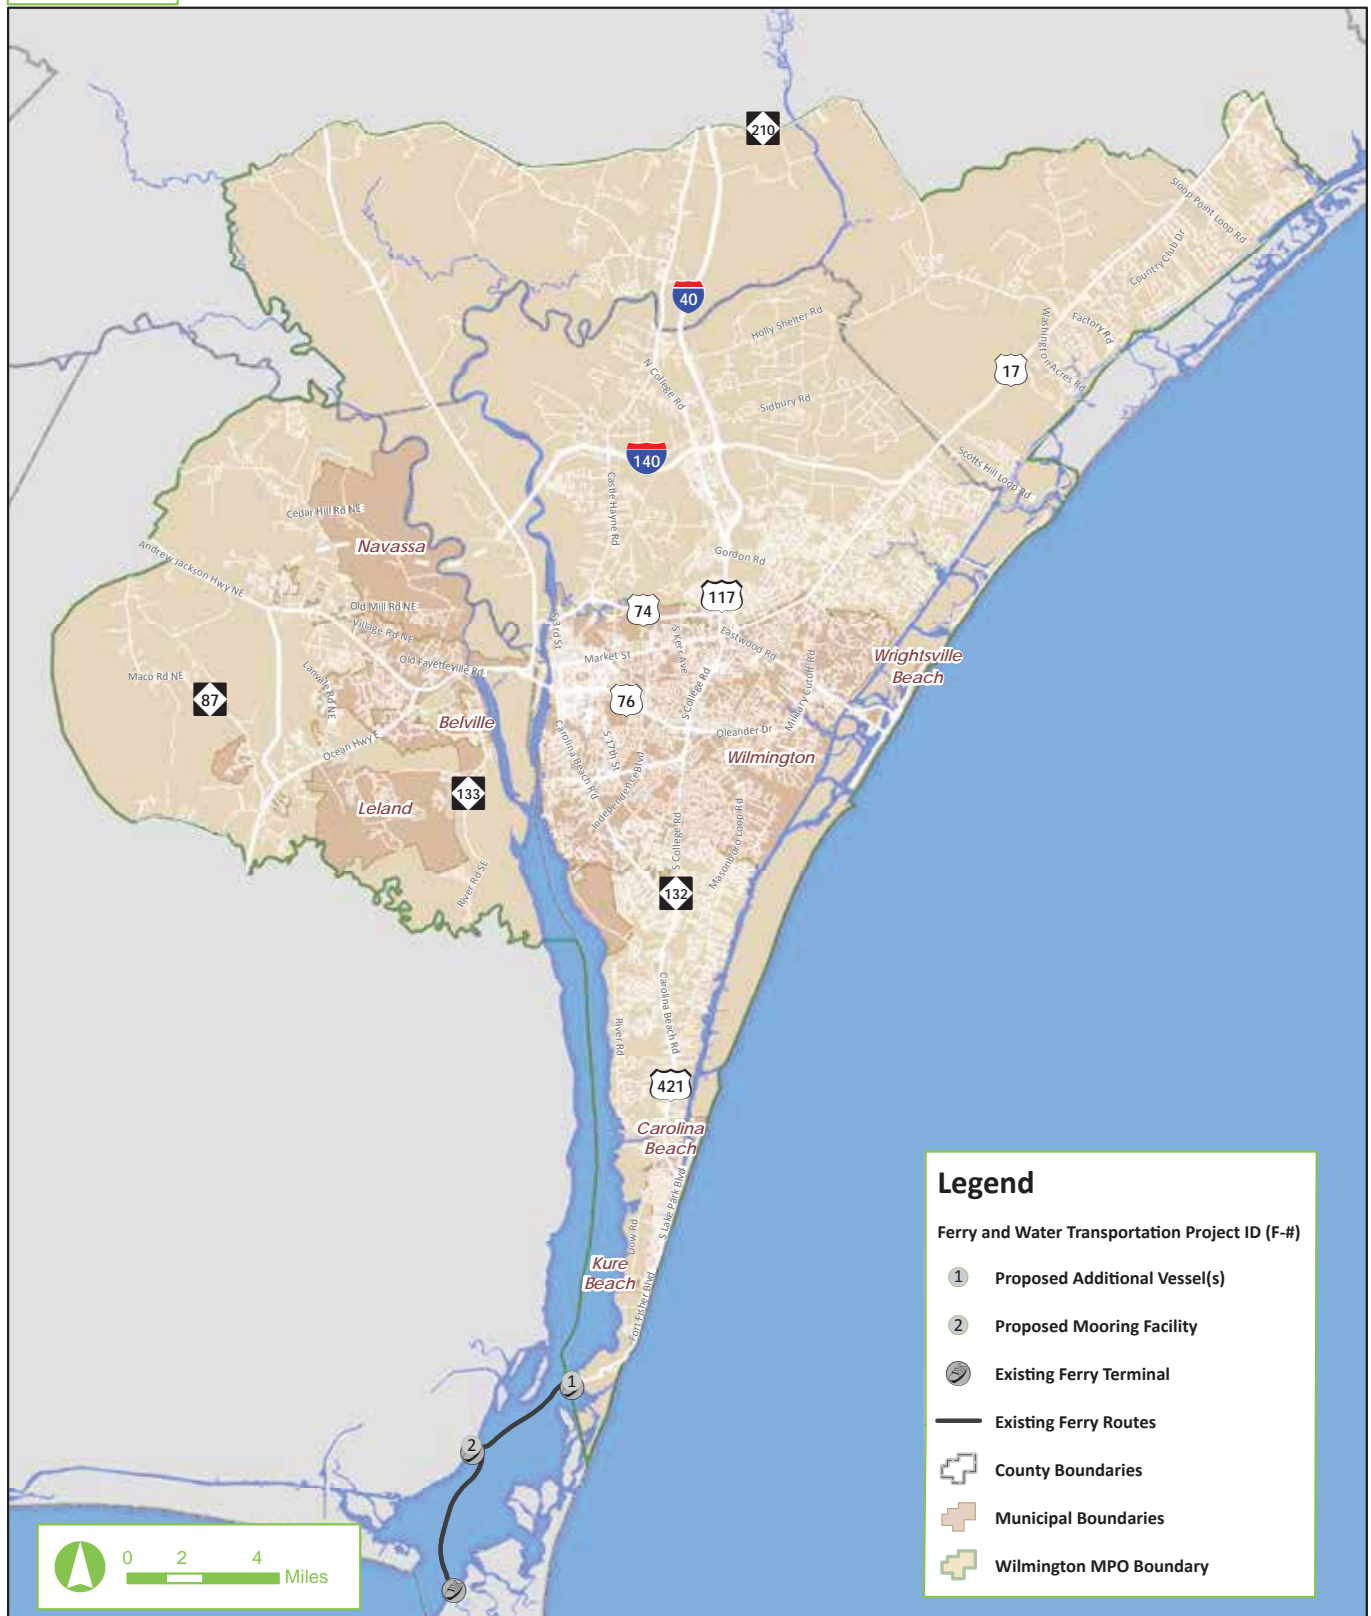 210
Sloop Point Loop Rd
Country Club Dr
40
Holly Shelter Rd
Washington Acres Rd
Factory Rd
17
N College Rd
Sidbury Rd
140
Scotts Hill Loop Rd
Castle Hayne Rd
Cedar Hill Rd NE
Navassa
Andrew Jackson Hwy NE
Gordon Rd
117
74
Old Mill Rd NE
Village Rd NE
S 3rd St
S Kerr Ave
Eastwood Rd
Market St
Old Fayetteville Rd
Military Cutoff Rd
Wrightsville
Beach
Maco Rd NE
Lanvale Rd NE
87
76
S College Rd
Belville
Carolina Beach Rd
S 17th St
Oleander Dr
Ocean Hwy E
Wilmington
Independence Blvd
133
Leland
S College Rd
Masonboro Loop Rd
River Rd SE
132
Carolina Beach Rd
River Rd
421
Carolina
Beach
S Lake Park Blvd
Dow Rd
Kure
Beach
Fort Fisher Blvd
1
2
Legend
Ferry and Water Transportation Project ID (F-#)
1 Proposed Additional Vessel(s)
2 Proposed Mooring Facility
Existing Ferry Terminal
Existing Ferry Routes
County Boundaries
Municipal Boundaries
Wilmington MPO Boundary
0 2 4
Miles